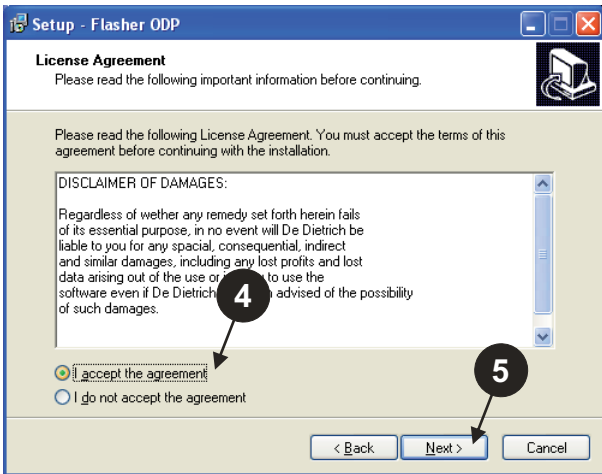 Setup - Flasher ODP
License Agreement
Please read the following important information before continuing.
Please read the following License Agreement. You must accept the terms of this
agreement before continuing with the installation.
DISCLAIMER OF DAMAGES:
Regardless of wether any remedy set forth herein fails
of its essential purpose, in no event will De Dietrich be
liable to you for any spacial, consequential, indirect
and similar damages, including any lost profits and lost
data arising out of the use or to use the
software even if De Dietrich advised of the possibility
of such damages.
4
I accept the agreement
I do not accept the agreement
5
< Back
Next >
Cancel